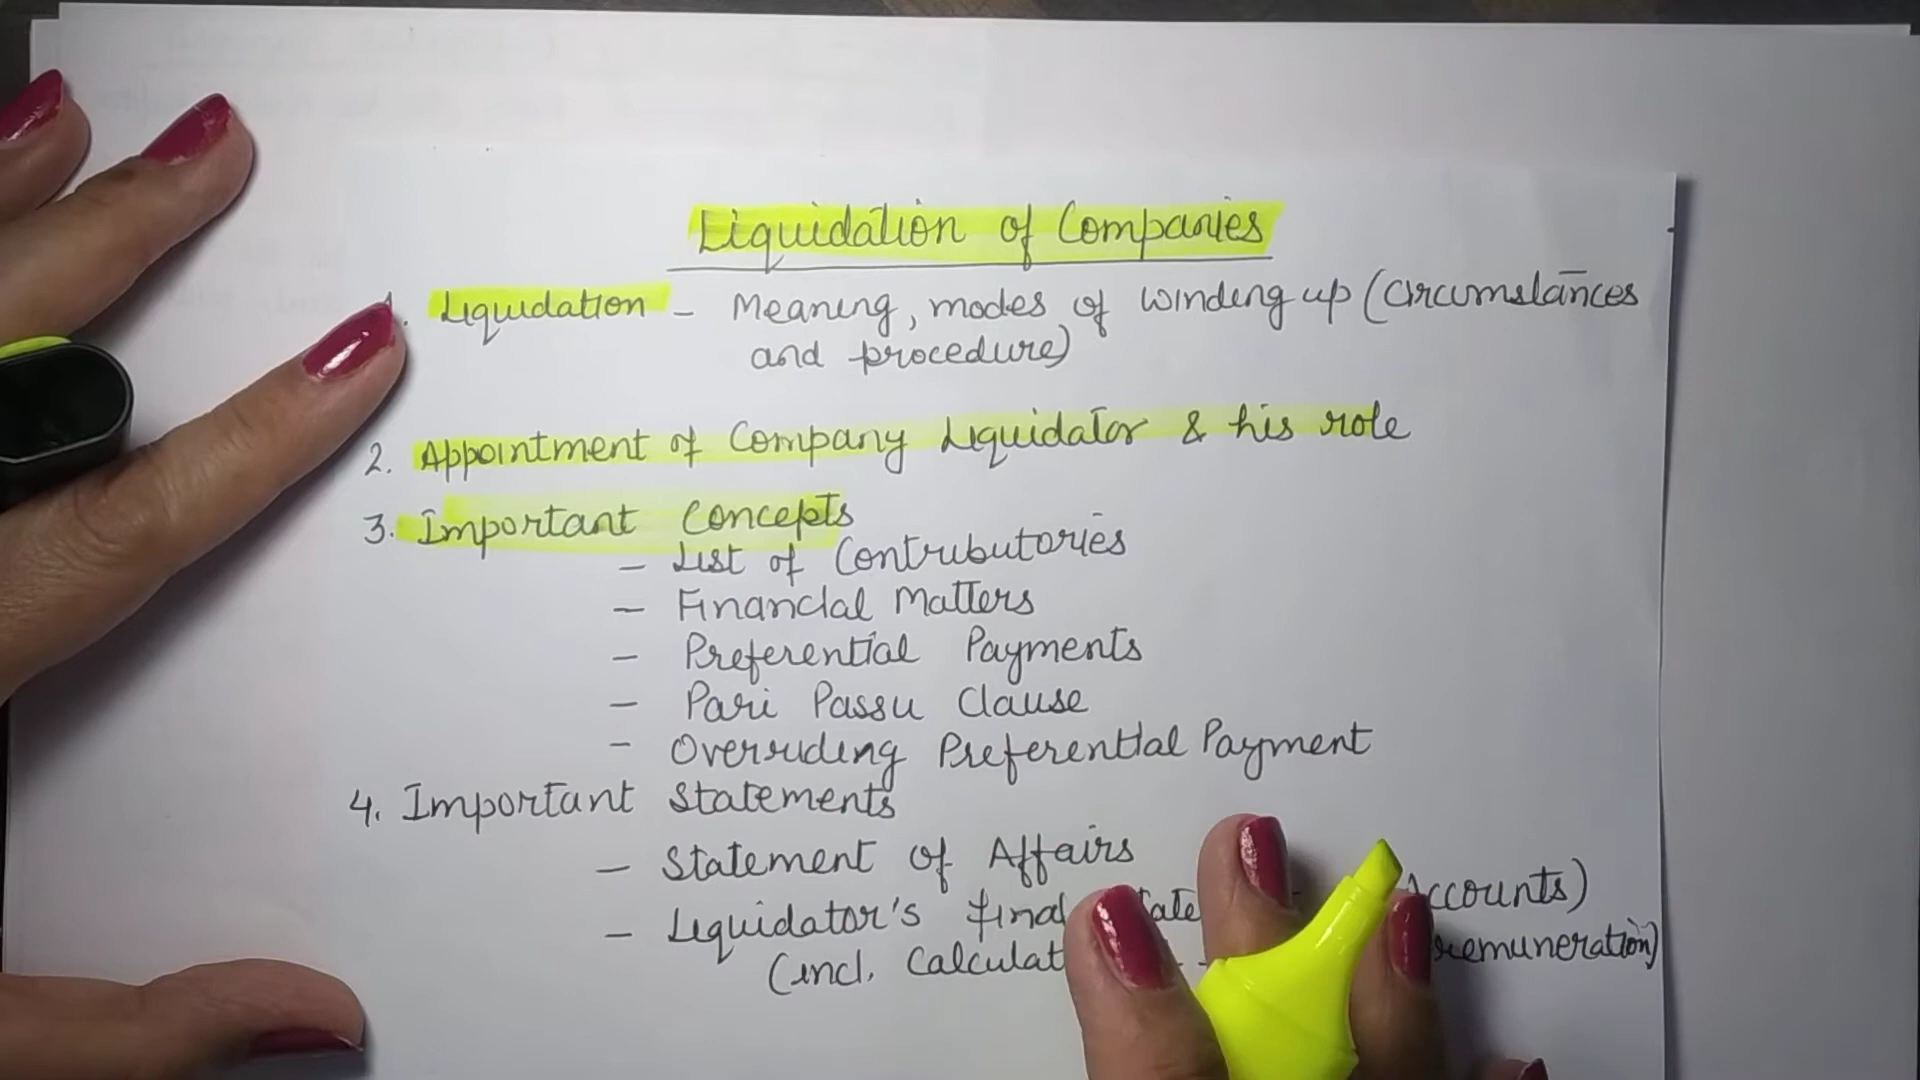 Liquidation of Companies
1. Liquidation - Meaning, modes of winding up (circumstances
and procedure)
2. Appointment of Company Liquidator & his role
3. Important Concepts
- List of Contributories
- Financial Matters
- Preferential Payments
- Pari Passu Clause
- Overriding Preferential Payment
4. Important Statements
- Statement of Affairs
- Liquidator's final
(incl. remuneration)